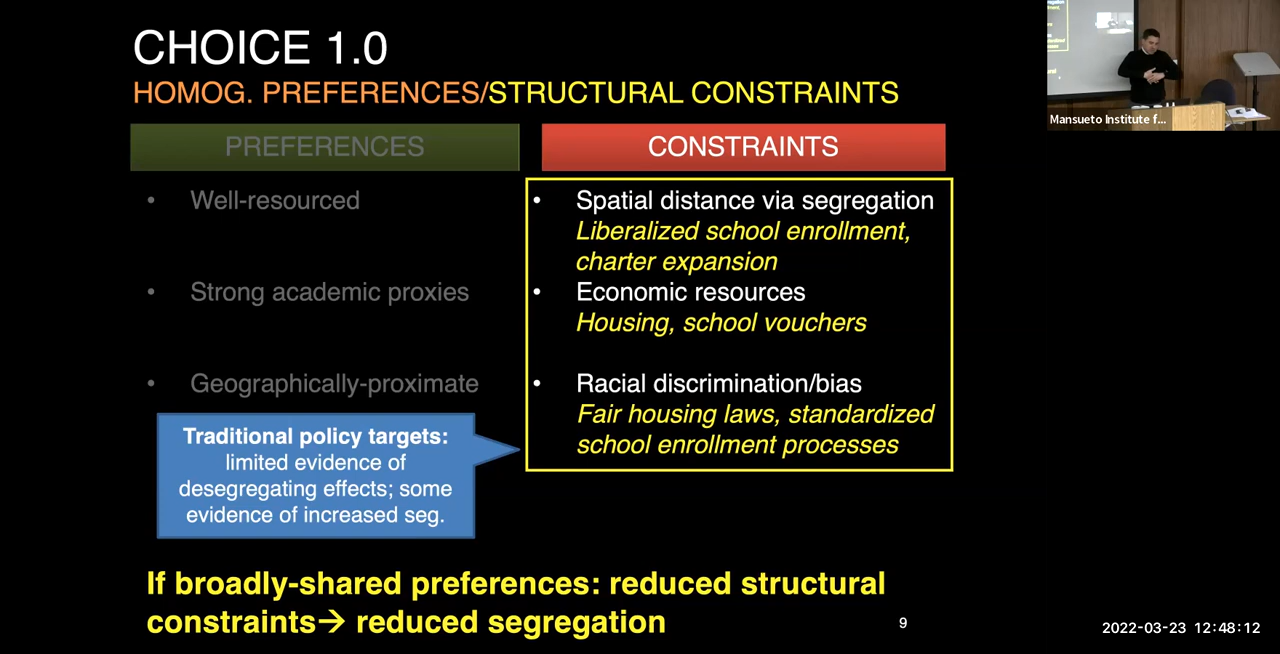 CHOICE 1.0
HOMOG. PREFERENCES/STRUCTURAL CONSTRAINTS
PREFERENCES
• Well-resourced
• Strong academic proxies
• Geographically-proximate
CONSTRAINTS
• Spatial distance via segregation
Liberalized school enrollment,
charter expansion
• Economic resources
Housing, school vouchers
• Racial discrimination/bias
Fair housing laws, standardized
school enrollment processes
Traditional policy targets:
limited evidence of
desegregating effects; some
evidence of increased seg.
If broadly-shared preferences: reduced structural
constraints→ reduced segregation
9
Mansueto Institute f...
2022-03-23 12:48:12